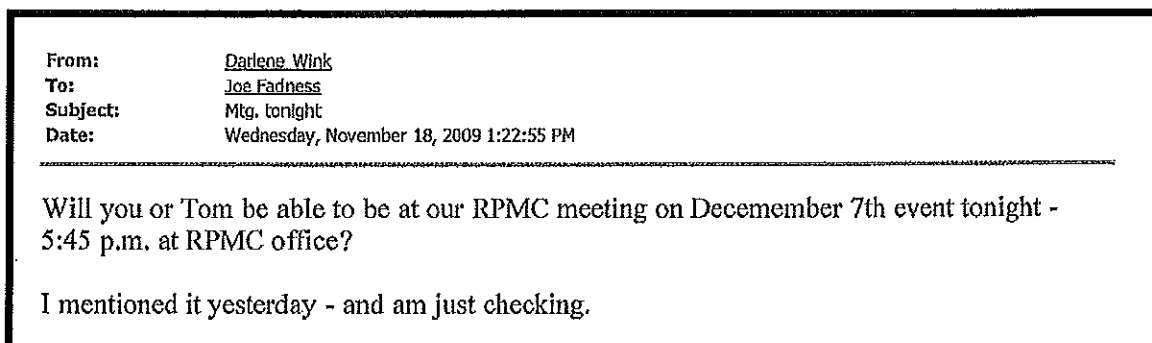 From: Darlene Wink
To: Joe Fadness
Subject: Mtg. tonight
Date: Wednesday, November 18, 2009 1:22:55 PM
Will you or Tom be able to be at our RPMC meeting on Decemember 7th event tonight -
5:45 p.m. at RPMC office?
I mentioned it yesterday - and am just checking.